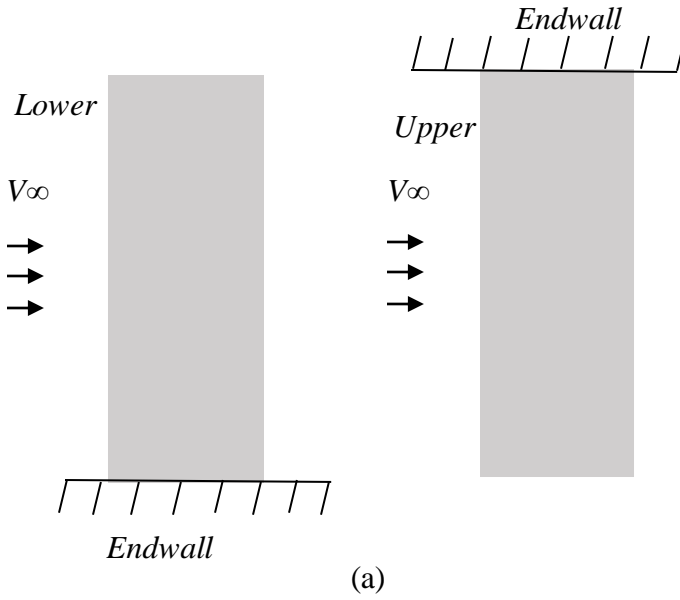 Endwall
Lower
Upper
V∞
V∞
Endwall
(a)